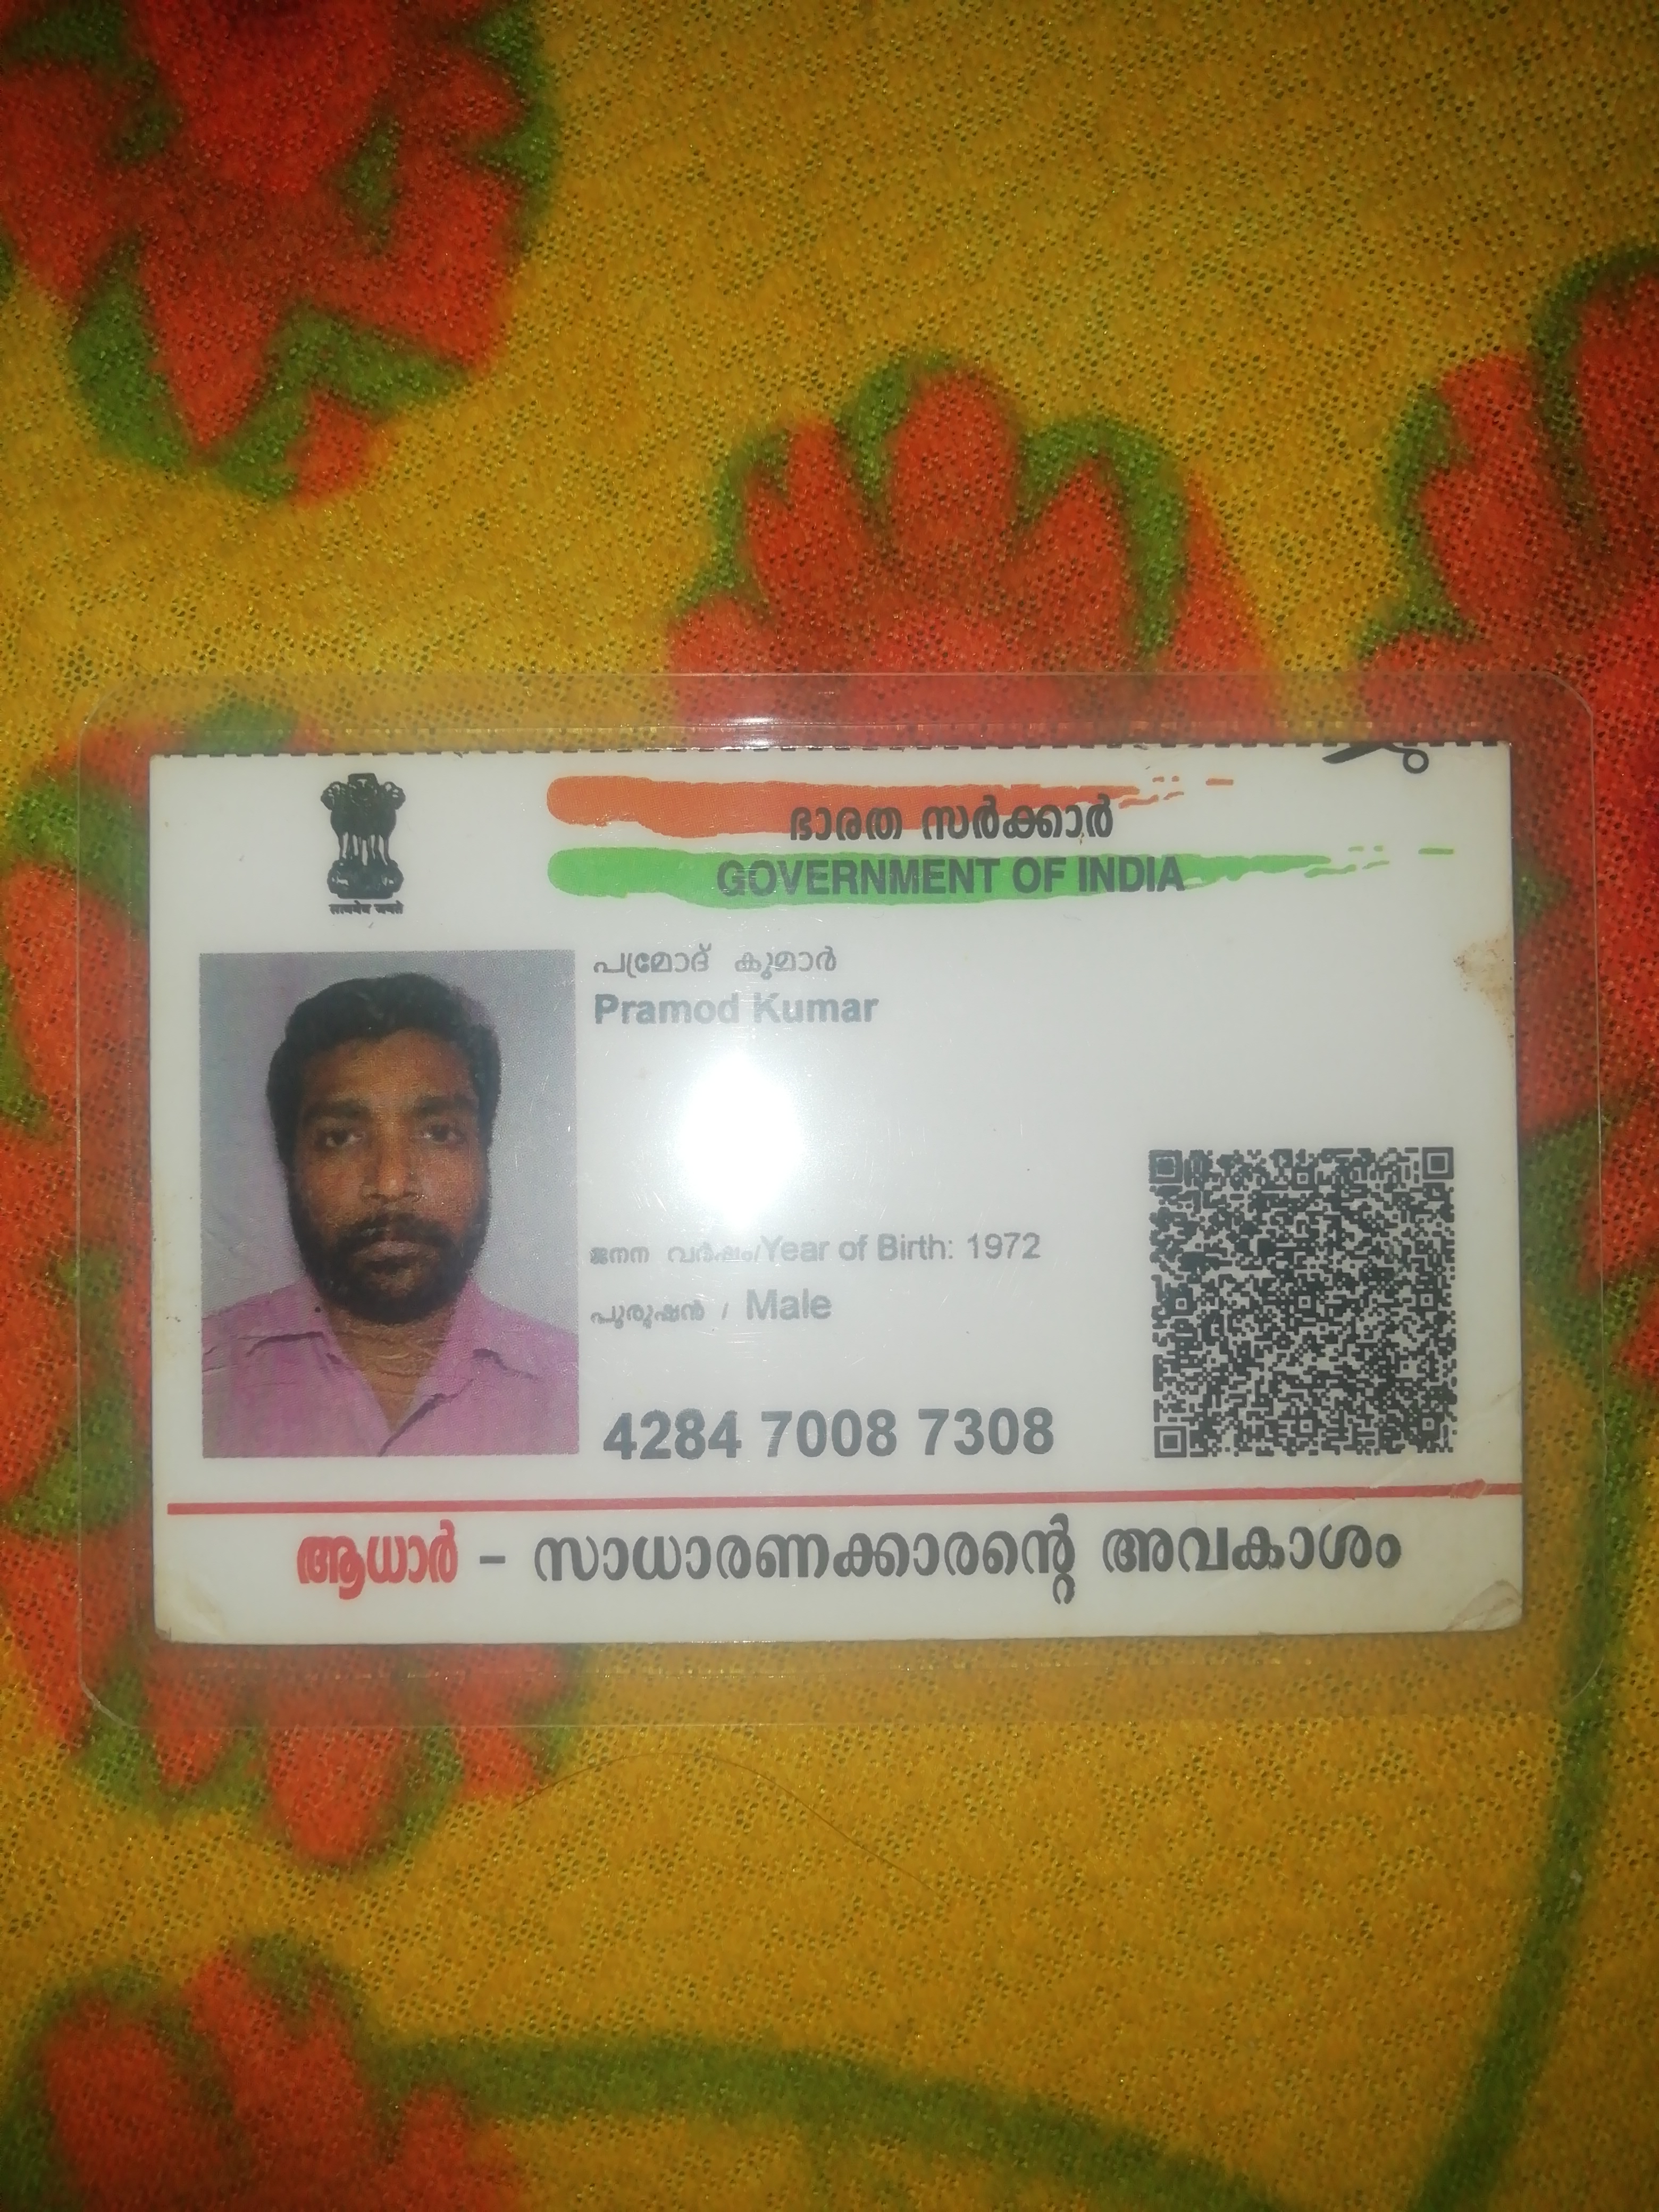 सत्यमेव जयते
ഭാരത സർക്കാർ
GOVERNMENT OF INDIA
പ്രമോദ് കുമാർ
Pramod Kumar
ജനന വർഷം/Year of Birth: 1972
പുരുഷൻ / Male
4284 7008 7308
ആധാർ – സാധാരണക്കാരന്റെ അവകാശം